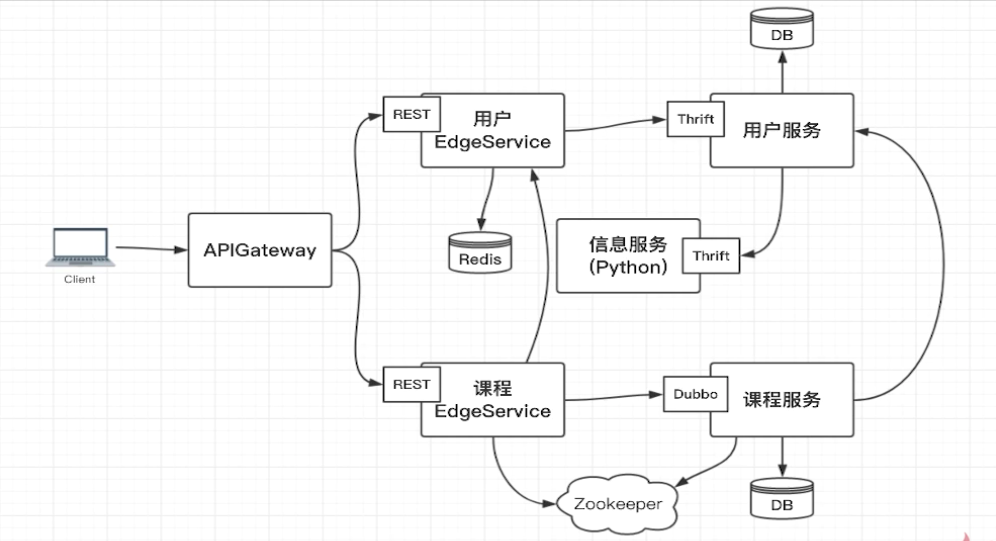 DB
REST
用户
EdgeService
Thrift
用户服务
APIGateway
Client
Redis
信息服务
(Python)
Thrift
REST
课程
EdgeService
Dubbo
课程服务
Zookeeper
DB